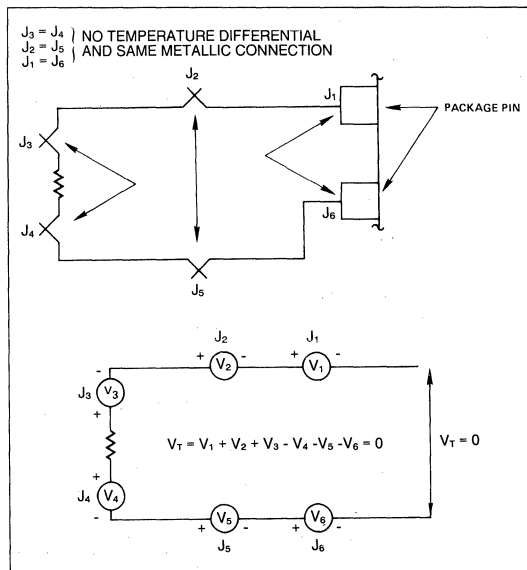 J₃ = J₄ } NO TEMPERATURE DIFFERENTIAL
J₂ = J₅ } AND SAME METALLIC CONNECTION
J₁ = J₆
J₂
J₁
PACKAGE PIN
J₃
J₄
J₆
J₅
J₂ J₁
+ V₂ - + V₁ -
-
J₃ V₃
+
V_T = V₁ + V₂ + V₃ - V₄ - V₅ - V₆ = 0
V_T = 0
+
J₄ V₄
-
+ V₅ - + V₆ -
J₅ J₆